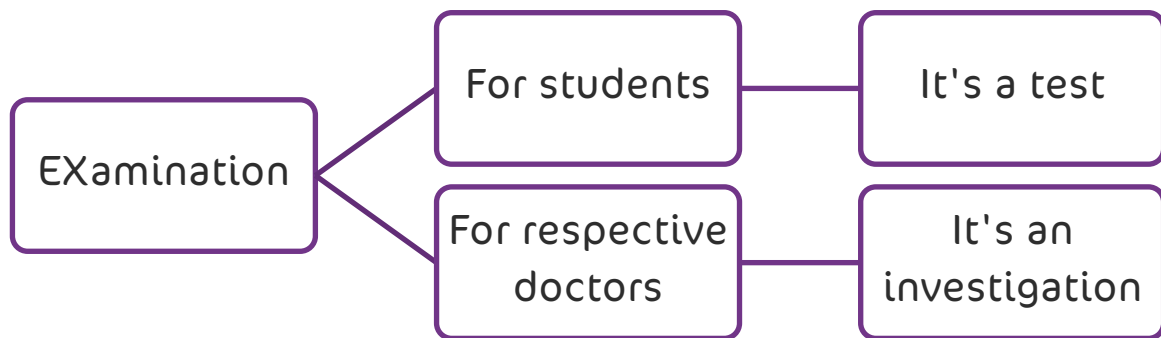 EXamination
For students
It's a test
For respective
doctors
It's an
investigation